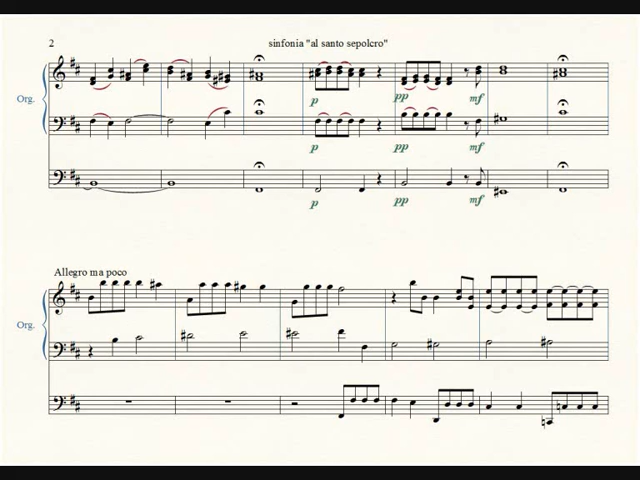 2
sinfonia "al santo sepolcro"
Org.
p pp mf
p pp mf
p pp mf
Allegro ma poco
Org.